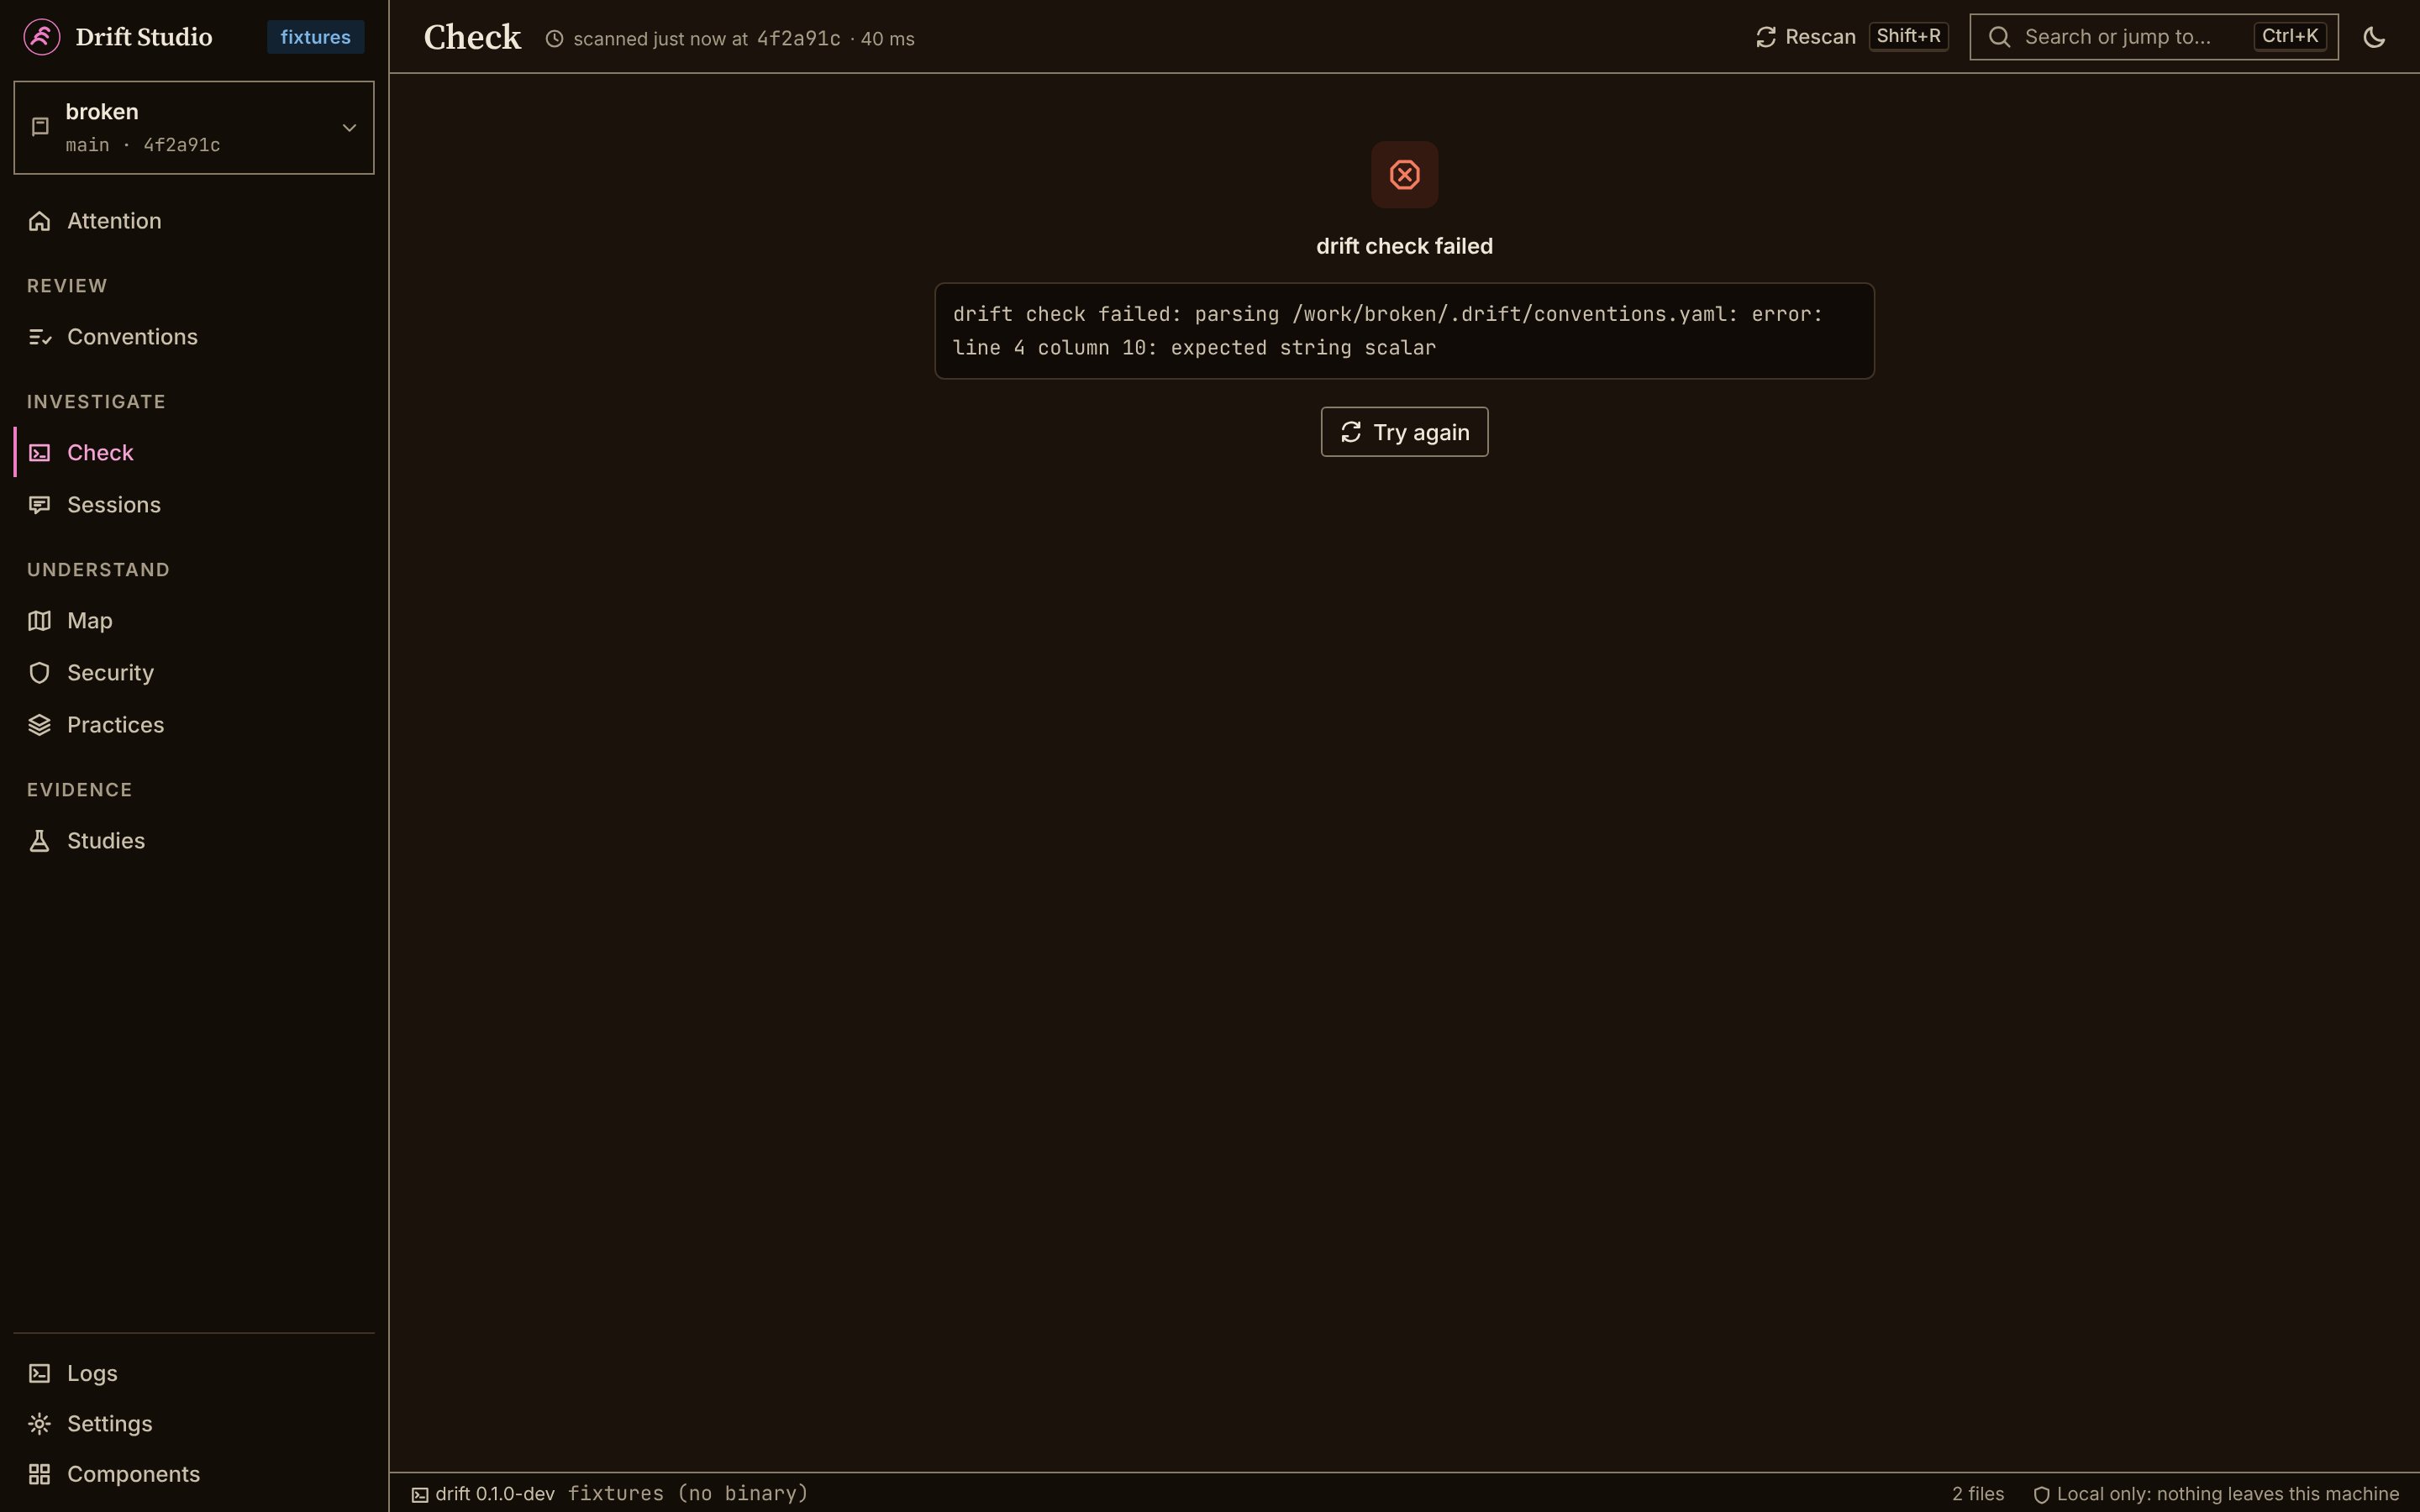 Drift Studio
fixtures
broken
main · 4f2a91c
Attention
REVIEW
Conventions
INVESTIGATE
Check
Sessions
UNDERSTAND
Map
Security
Practices
EVIDENCE
Studies
Logs
Settings
Components
Check
scanned just now at 4f2a91c · 40 ms
Rescan
Shift+R
Search or jump to...
Ctrl+K
drift check failed
drift check failed: parsing /work/broken/.drift/conventions.yaml: error:
line 4 column 10: expected string scalar
Try again
drift 0.1.0-dev
fixtures (no binary)
2 files
Local only: nothing leaves this machine